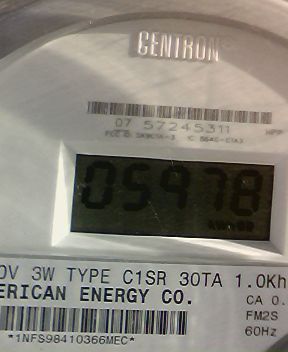 CENTRON®
07 57245311
05978
0V 3W TYPE C1SR 30TA 1.0Kh
ERICAN ENERGY CO.
CA 0.
FM2S
*1NFS98410366MEC*
60Hz